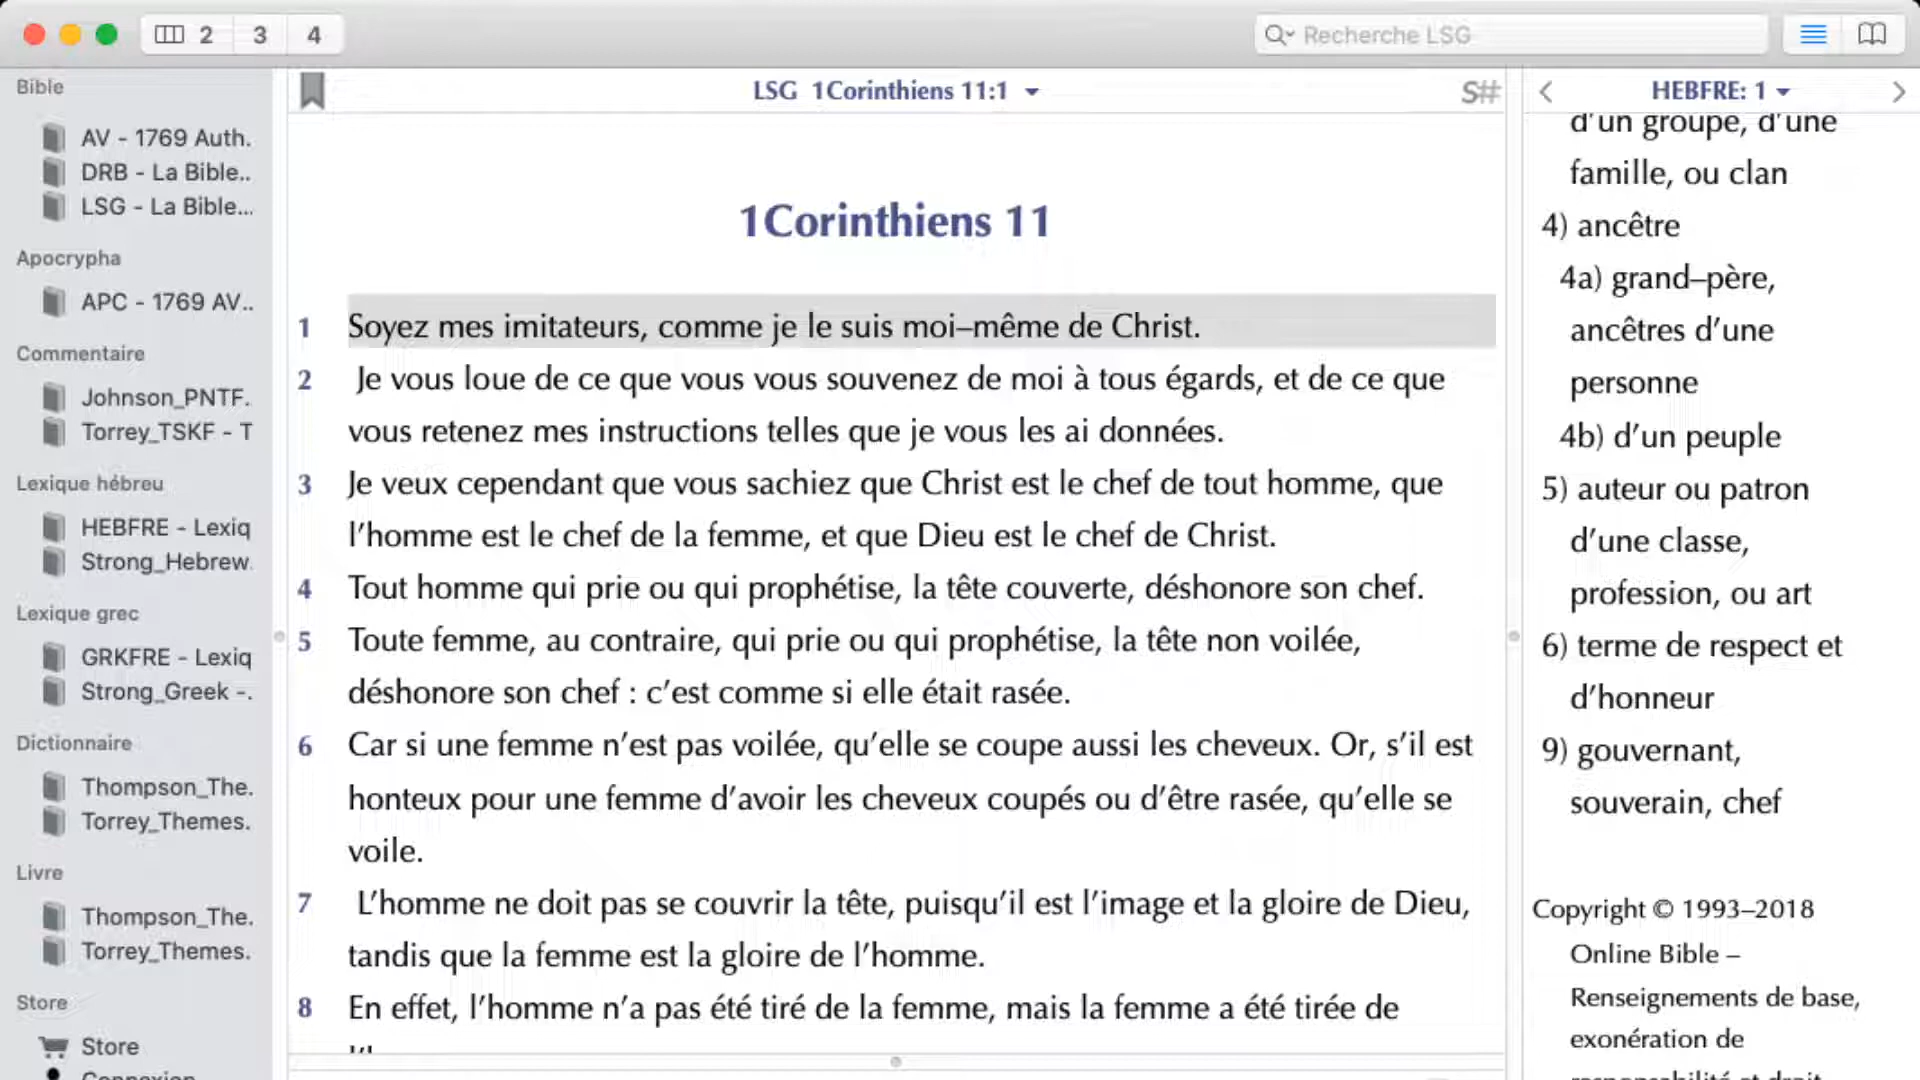 2 3 4
Recherche LSG
Bible
AV - 1769 Auth.
DRB - La Bible..
LSG - La Bible...
Apocrypha
APC - 1769 AV..
Commentaire
Johnson_PNTF.
Torrey_TSKF - T
Lexique hébreu
HEBFRE - Lexiq
Strong_Hebrew.
Lexique grec
GRKFRE - Lexiq
Strong_Greek -.
Dictionnaire
Thompson_The.
Torrey_Themes.
Livre
Thompson_The.
Torrey_Themes.
Store
Store
Connexion
LSG 1Corinthiens 11:1
S#
1Corinthiens 11
1 Soyez mes imitateurs, comme je le suis moi–même de Christ.
2 Je vous loue de ce que vous vous souvenez de moi à tous égards, et de ce que
vous retenez mes instructions telles que je vous les ai données.
3 Je veux cependant que vous sachiez que Christ est le chef de tout homme, que
l’homme est le chef de la femme, et que Dieu est le chef de Christ.
4 Tout homme qui prie ou qui prophétise, la tête couverte, déshonore son chef.
5 Toute femme, au contraire, qui prie ou qui prophétise, la tête non voilée,
déshonore son chef : c’est comme si elle était rasée.
6 Car si une femme n’est pas voilée, qu’elle se coupe aussi les cheveux. Or, s’il est
honteux pour une femme d’avoir les cheveux coupés ou d’être rasée, qu’elle se
voile.
7 L’homme ne doit pas se couvrir la tête, puisqu’il est l’image et la gloire de Dieu,
tandis que la femme est la gloire de l’homme.
8 En effet, l’homme n’a pas été tiré de la femme, mais la femme a été tirée de
HEBFRE: 1
d’un groupe, d’une
famille, ou clan
4) ancêtre
4a) grand–père,
ancêtres d’une
personne
4b) d’un peuple
5) auteur ou patron
d’une classe,
profession, ou art
6) terme de respect et
d’honneur
9) gouvernant,
souverain, chef
Copyright © 1993–2018
Online Bible –
Renseignements de base,
exonération de
responsabilité et droit